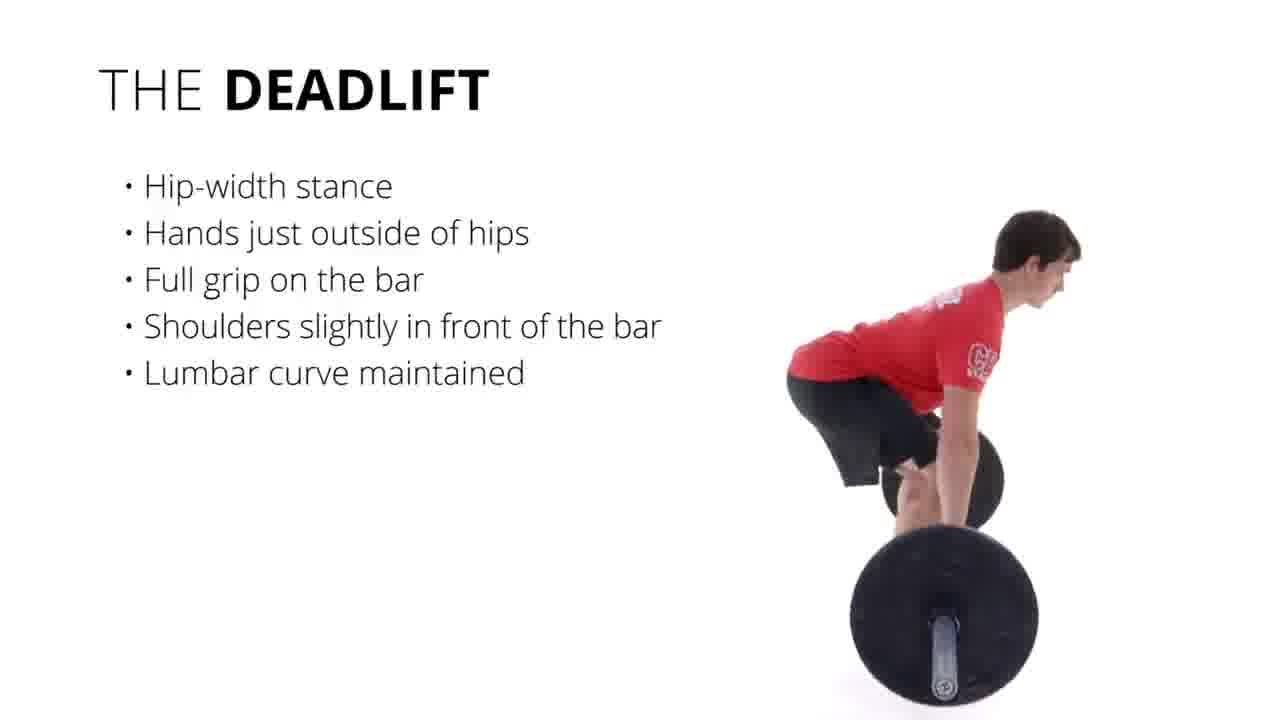 THE DEADLIFT
• Hip-width stance
• Hands just outside of hips
• Full grip on the bar
• Shoulders slightly in front of the bar
• Lumbar curve maintained